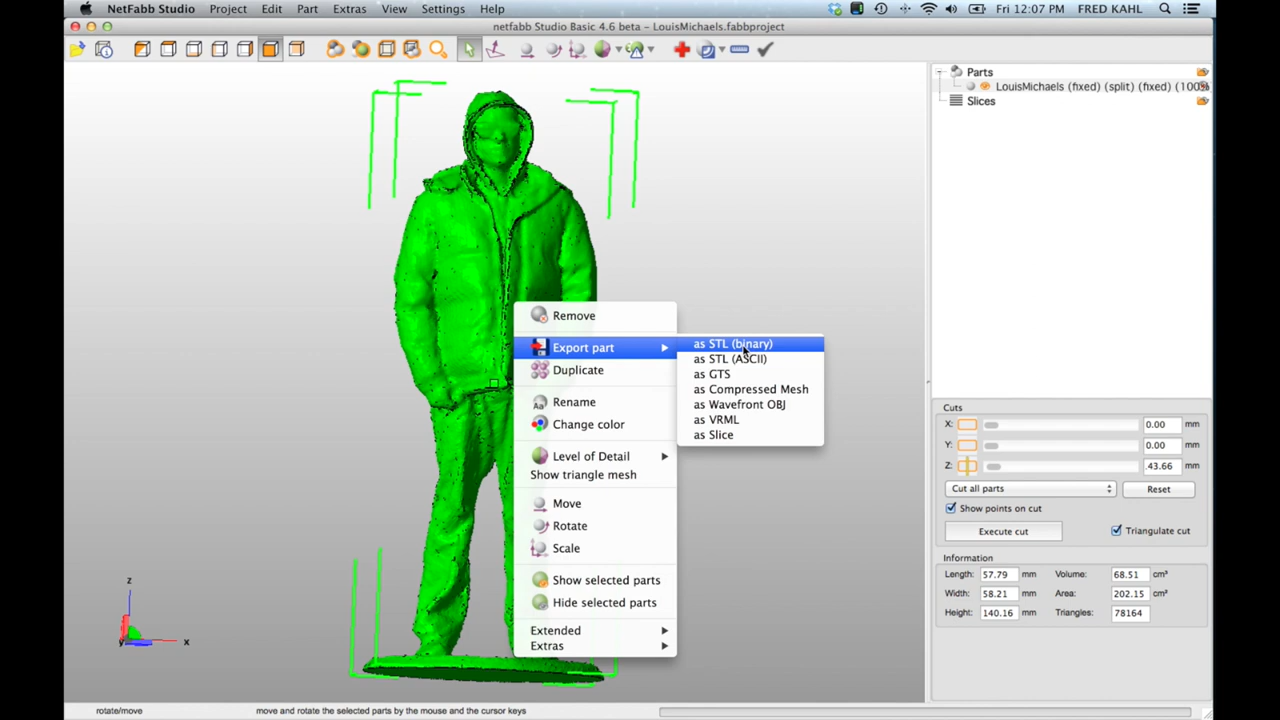 NetFabb Studio Project Edit Part Extras View Settings Help Fri 12:07 PM FRED KAHL
netfabb Studio Basic 4.6 beta - LouisMichaels.fabbproject
Parts
LouisMichaels (fixed) (split) (fixed) (100%
Slices
Remove
Export part
Duplicate
Rename
Change color
Level of Detail
Show triangle mesh
Move
Rotate
Scale
Show selected parts
Hide selected parts
Extended
Extras
as STL (binary)
as STL (ASCII)
as GTS
as Compressed Mesh
as Wavefront OBJ
as VRML
as Slice
Cuts
X: 0.00 mm
Y: 0.00 mm
Z: .43.66 mm
Cut all parts Reset
Show points on cut
Execute cut Triangulate cut
Information
Length: 57.79 mm Volume: 68.51 cm³
Width: 58.21 mm Area: 202.15 cm²
Height: 140.16 mm Triangles: 78164
z
y x
rotate/move move and rotate the selected parts by the mouse and the cursor keys